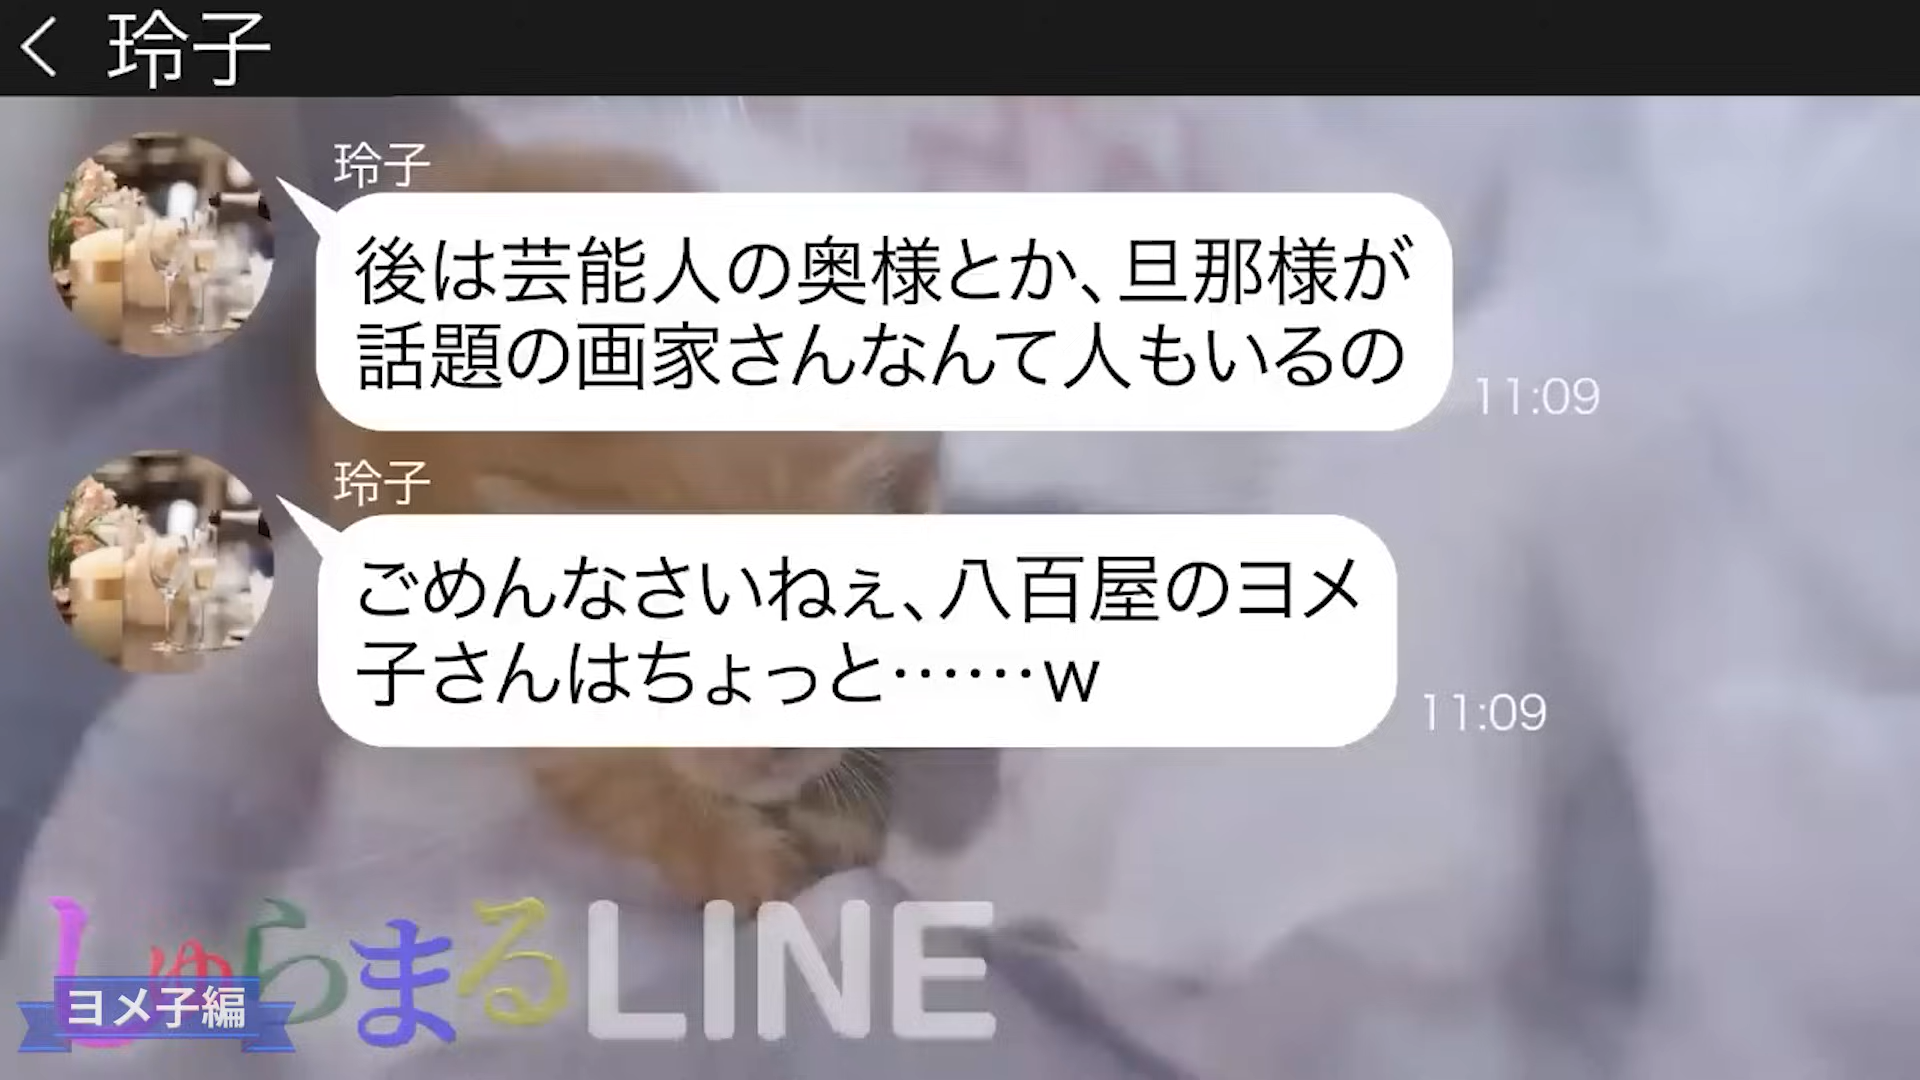 玲子
玲子
後は芸能人の奥様とか、旦那様が
話題の画家さんなんて人もいるの
11:09
玲子
ごめんなさいねぇ、八百屋のヨメ
子さんはちょっと……w
11:09
しゅらまるLINE
ヨメ子編